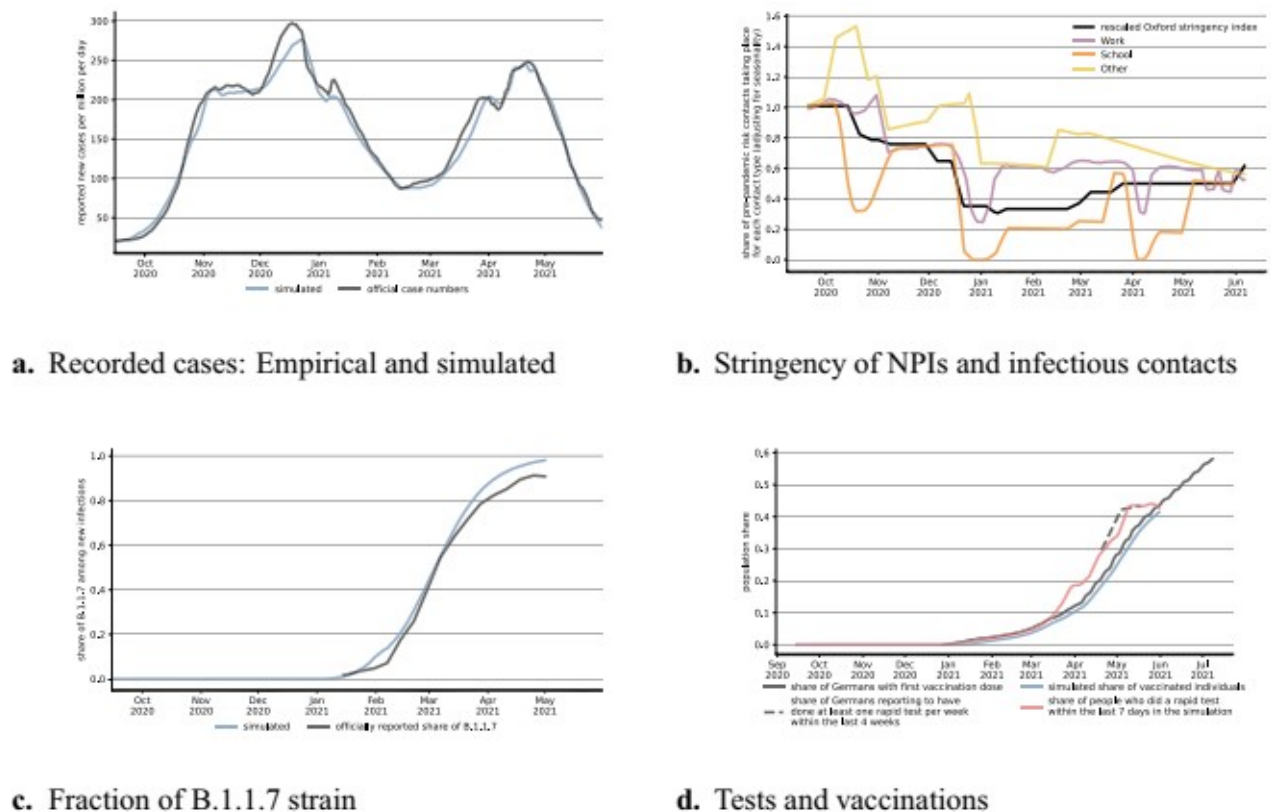 reported new cases per million per day
300
250
200
150
100
50
Oct 2020
Nov 2020
Dec 2020
Jan 2021
Feb 2021
Mar 2021
Apr 2021
May 2021
simulated
official case numbers
a. Recorded cases: Empirical and simulated
share of pre-pandemic risk contacts taking place
for each contact type (adjusting for seasonality)
1.6
1.4
1.2
1.0
0.8
0.6
0.4
0.2
0.0
rescaled Oxford stringency index
Work
School
Other
Oct 2020
Nov 2020
Dec 2020
Jan 2021
Feb 2021
Mar 2021
Apr 2021
May 2021
Jun 2021
b. Stringency of NPIs and infectious contacts
share of B.1.1.7 among new infections
1.0
0.8
0.6
0.4
0.2
0.0
Oct 2020
Nov 2020
Dec 2020
Jan 2021
Feb 2021
Mar 2021
Apr 2021
May 2021
simulated
officially reported share of B.1.1.7
c. Fraction of B.1.1.7 strain
population share
0.6
0.5
0.4
0.3
0.2
0.1
0.0
Sep 2020
Oct 2020
Nov 2020
Dec 2020
Jan 2021
Feb 2021
Mar 2021
Apr 2021
May 2021
Jun 2021
Jul 2021
share of Germans with first vaccination dose
share of Germans reporting to have
done at least one rapid test per week
within the last 4 weeks
simulated share of vaccinated individuals
share of people who did a rapid test
within the last 7 days in the simulation
d. Tests and vaccinations